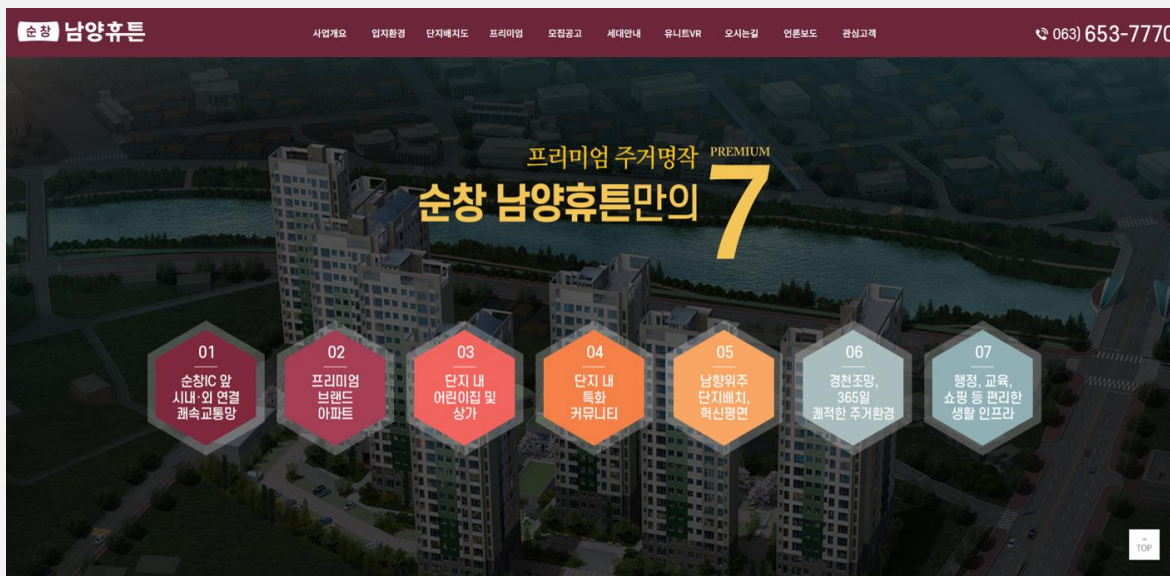 순창 남양휴튼
사업개요 입지환경 단지배치도 프리미엄 모집공고 세대안내 유니트VR 오시는길 언론보도 관심고객
063) 653-7770
프리미엄 주거명작 PREMIUM
순창 남양휴튼만의 7
01
순창IC 앞
시내·외 연결
쾌속교통망
02
프리미엄
브랜드
아파트
03
단지 내
어린이집 및
상가
04
단지 내
특화
커뮤니티
05
남향위주
단지배치,
혁신평면
06
경천조망,
365일
쾌적한 주거환경
07
행정, 교육,
쇼핑 등 편리한
생활 인프라
TOP